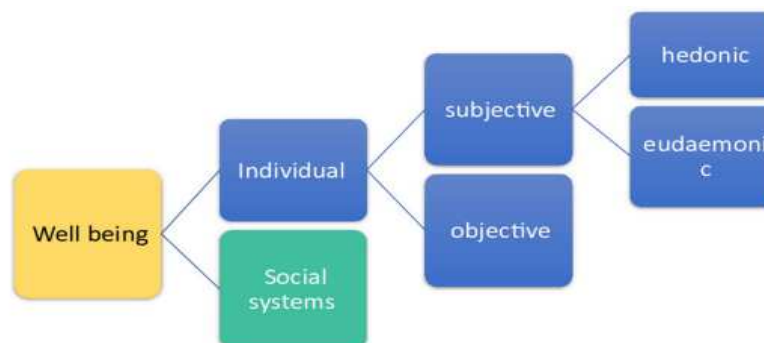 Well being
Individual
Social
systems
subjective
objective
hedonic
eudaemoni
c